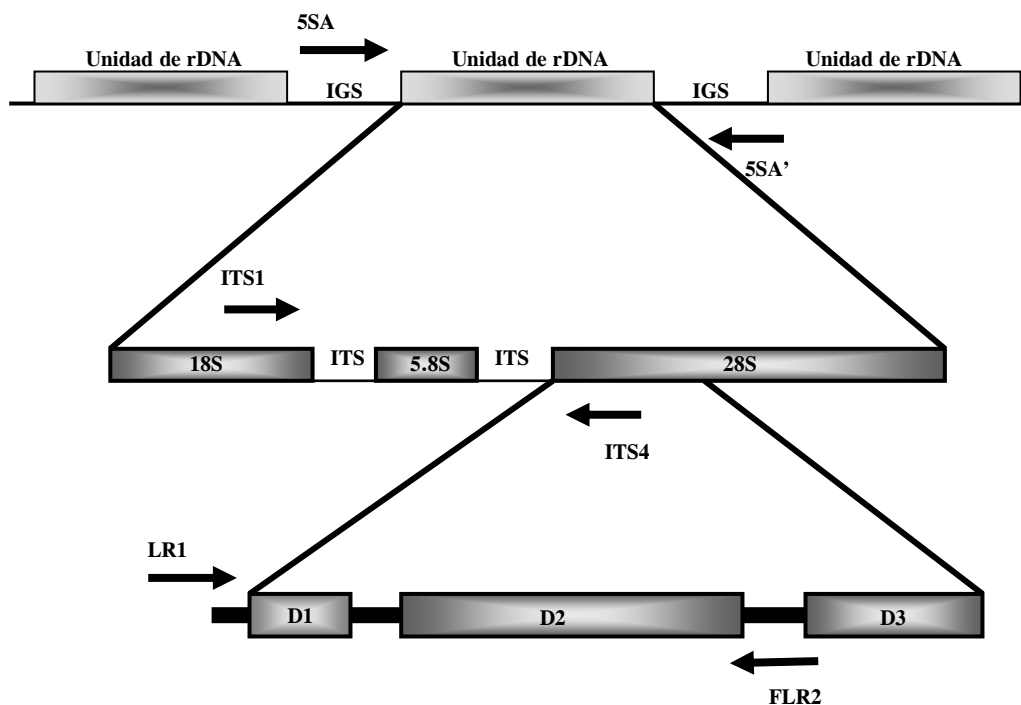 5SA
Unidad de rDNA
Unidad de rDNA
Unidad de rDNA
IGS
IGS
5SA’
ITS1
18S
ITS
5.8S
ITS
28S
ITS4
LR1
D1
D2
D3
FLR2